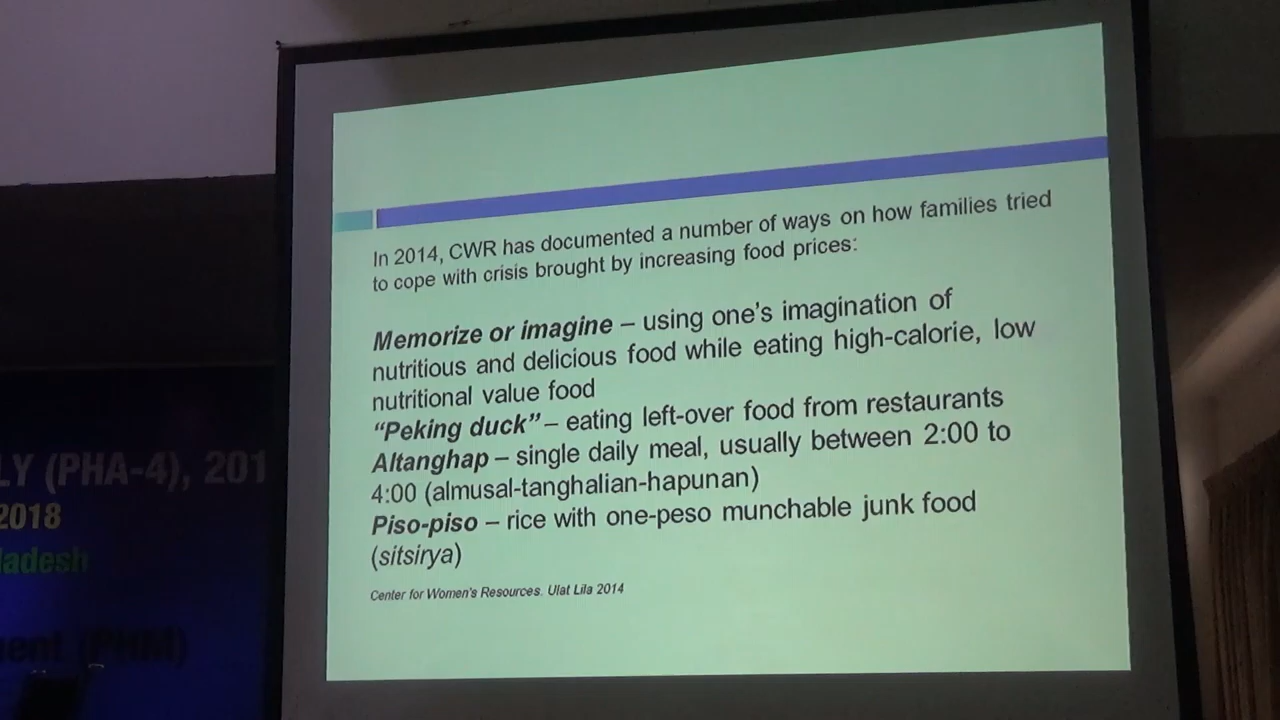 In 2014, CWR has documented a number of ways on how families tried
to cope with crisis brought by increasing food prices:
Memorize or imagine – using one's imagination of
nutritious and delicious food while eating high-calorie, low
nutritional value food
“Peking duck” – eating left-over food from restaurants
Altanghap – single daily meal, usually between 2:00 to
4:00 (almusal-tanghalian-hapunan)
Piso-piso – rice with one-peso munchable junk food
(sitsirya)
Center for Women's Resources. Ulat Lila 2014
LY (PHA-4), 201
2018
ladesh
ent (PHM)